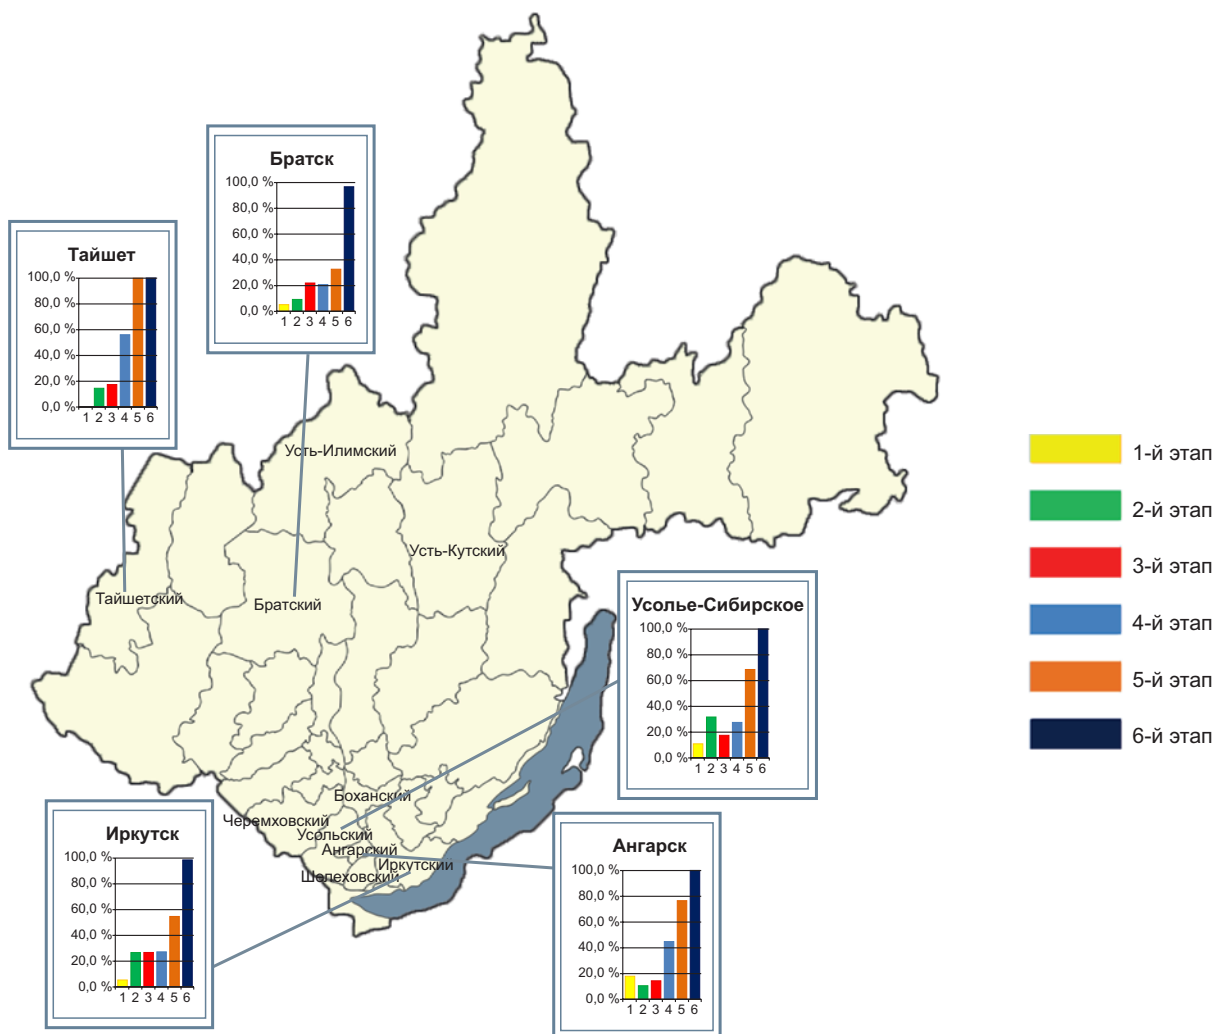 Братск
100,0 %
80,0 %
60,0 %
40,0 %
20,0 %
0,0 %
1 2 3 4 5 6
Тайшет
100,0 %
80,0 %
60,0 %
40,0 %
20,0 %
0,0 %
1 2 3 4 5 6
Усть-Илимский
Усть-Кутский
Тайшетский
Братский
1-й этап
2-й этап
3-й этап
4-й этап
5-й этап
6-й этап
Усолье-Сибирское
100,0 %
80,0 %
60,0 %
40,0 %
20,0 %
0,0 %
1 2 3 4 5 6
Боханский
Черемховский
Усольский
Ангарский
Иркутский
Шелеховский
Иркутск
100,0 %
80,0 %
60,0 %
40,0 %
20,0 %
0,0 %
1 2 3 4 5 6
Ангарск
100,0 %
80,0 %
60,0 %
40,0 %
20,0 %
0,0 %
1 2 3 4 5 6